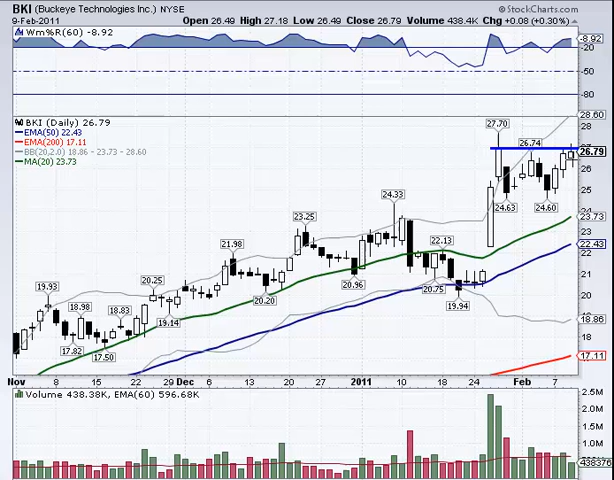 BKI (Buckeye Technologies Inc.) NYSE © StockCharts.com
9-Feb-2011 Open 26.49 High 27.18 Low 26.49 Close 26.79 Volume 438.4K Chg +0.08 (+0.30%)
Wm%R(60) -8.92
-8.92
-20
-50
-80
28.60
BKI (Daily) 26.79
EMA(50) 22.43
EMA(200) 17.11
BB(20,2.0) 18.86 - 23.73 - 28.60
MA(20) 23.73
28
27.70
27
26.74
26.79
26
25
24.63
24.60
24.33
24
23.73
23.25
23
22.43
22.13
21.98
22
21
20.96
20.75
20.25
20.20
20
19.94
19.93
19.14
19
18.98
18.83
18.86
18
17.82
17.50
17.11
Nov 8 15 22 29 Dec 6 13 20 27 2011 10 18 24 Feb 7
Volume 438.38K, EMA(60) 596.68K
2.5M
2.0M
1.5M
1.0M
438376